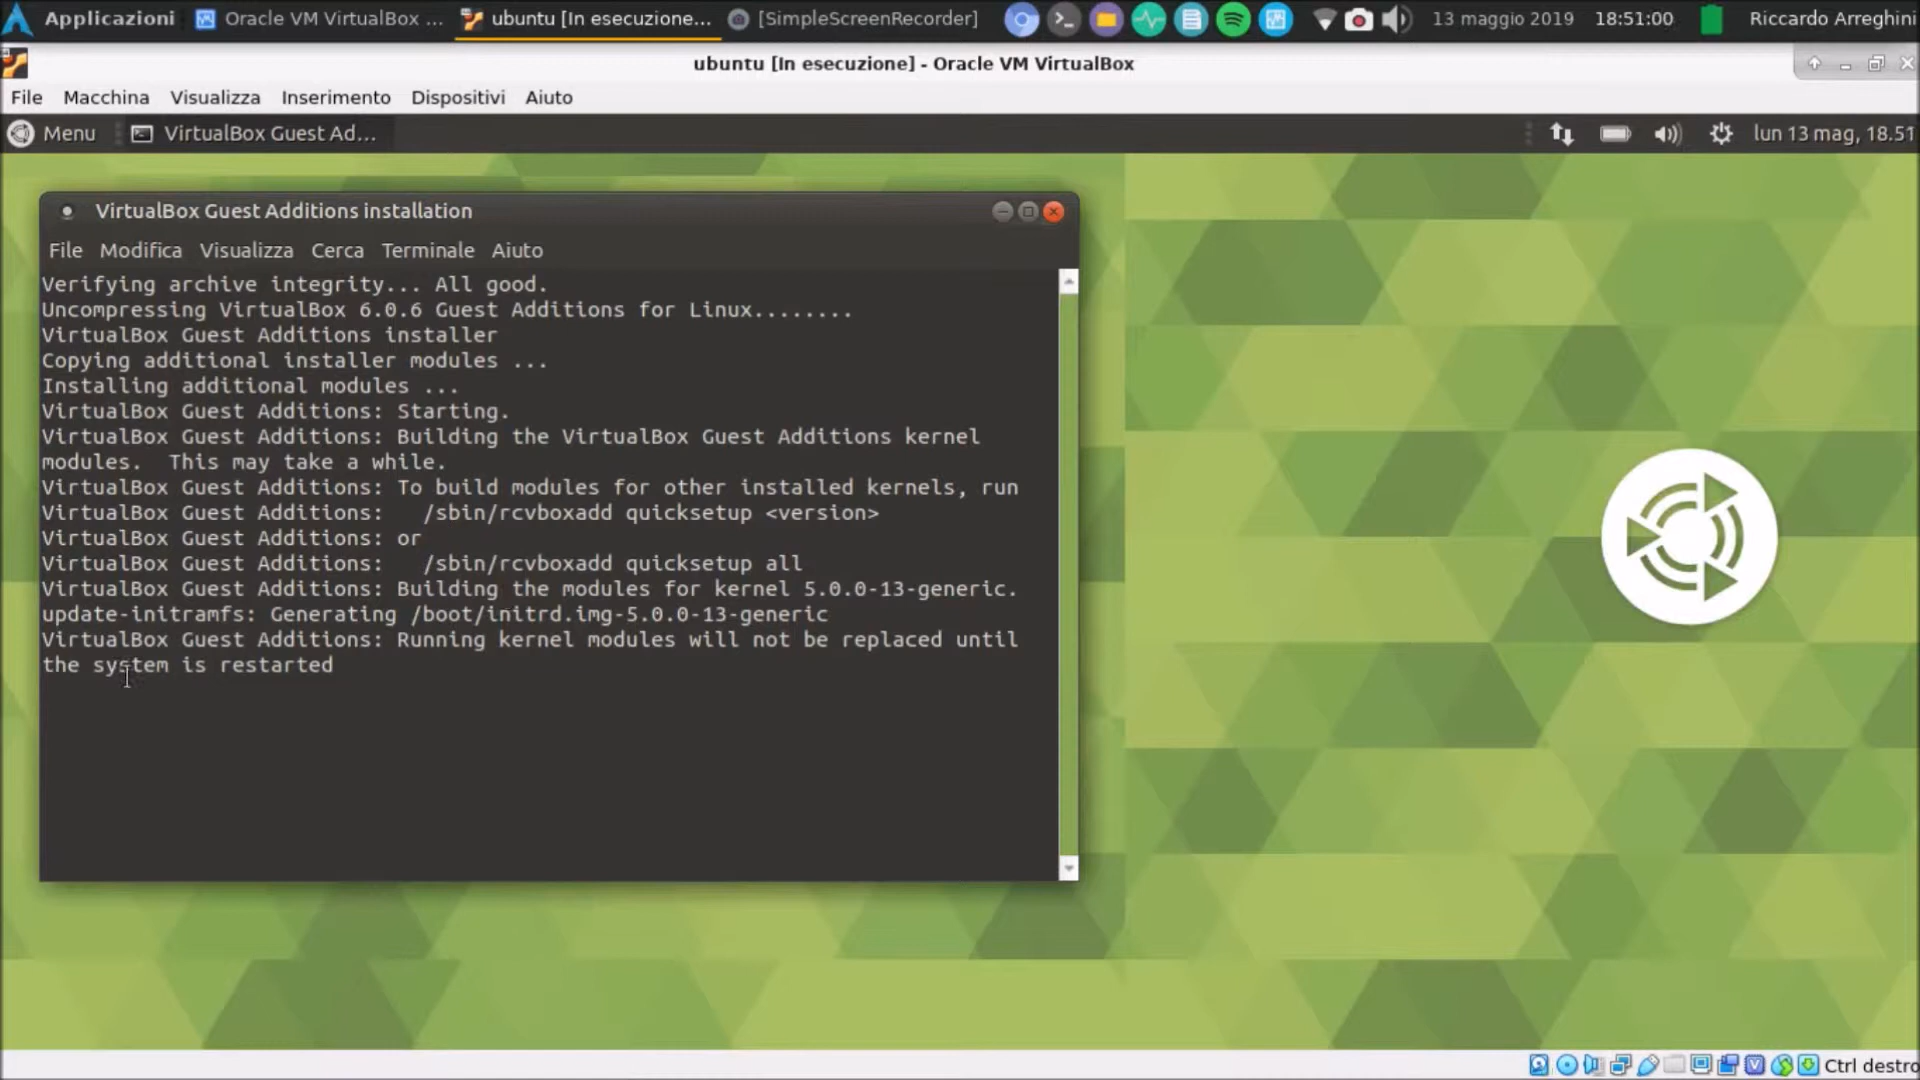 Applicazioni Oracle VM VirtualBox ... ubuntu [In esecuzione... [SimpleScreenRecorder] 13 maggio 2019 18:51:00 Riccardo Arreghini
ubuntu [In esecuzione] - Oracle VM VirtualBox
File Macchina Visualizza Inserimento Dispositivi Aiuto
Menu VirtualBox Guest Ad... lun 13 mag, 18.51
VirtualBox Guest Additions installation
File Modifica Visualizza Cerca Terminale Aiuto
Verifying archive integrity... All good.
Uncompressing VirtualBox 6.0.6 Guest Additions for Linux........
VirtualBox Guest Additions installer
Copying additional installer modules ...
Installing additional modules ...
VirtualBox Guest Additions: Starting.
VirtualBox Guest Additions: Building the VirtualBox Guest Additions kernel
modules.  This may take a while.
VirtualBox Guest Additions: To build modules for other installed kernels, run
VirtualBox Guest Additions:   /sbin/rcvboxadd quicksetup <version>
VirtualBox Guest Additions: or
VirtualBox Guest Additions:   /sbin/rcvboxadd quicksetup all
VirtualBox Guest Additions: Building the modules for kernel 5.0.0-13-generic.
update-initramfs: Generating /boot/initrd.img-5.0.0-13-generic
VirtualBox Guest Additions: Running kernel modules will not be replaced until
the system is restarted
Ctrl destro